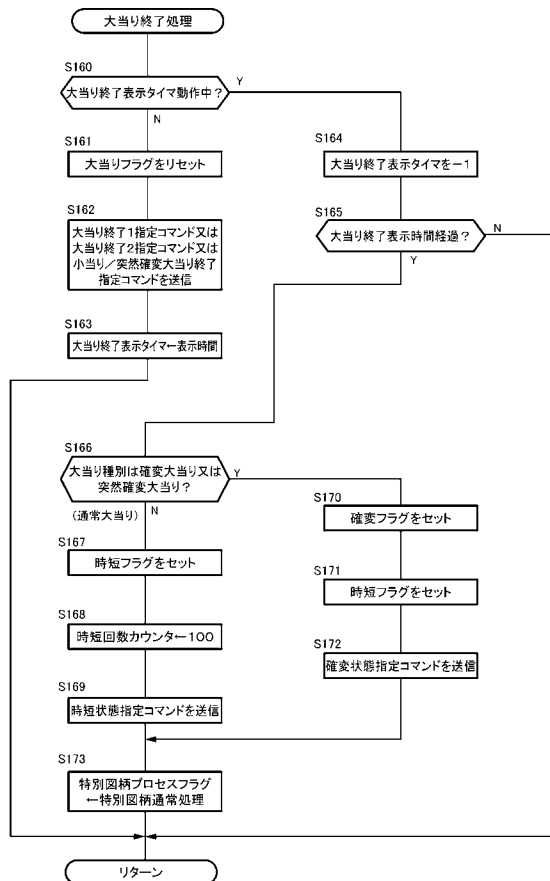 大当り終了処理
S160
大当り終了表示タイマ動作中？
Y
N
S161
大当りフラグをリセット
S162
大当り終了1指定コマンド又は
大当り終了2指定コマンド又は
小当り／突然確変大当り終了
指定コマンドを送信
S163
大当り終了表示タイマ←表示時間
S164
大当り終了表示タイマを－1
S165
大当り終了表示時間経過？
N
Y
S166
大当り種別は確変大当り又は
突然確変大当り？
Y
(通常大当り)
N
S167
時短フラグをセット
S168
時短回数カウンタ←100
S169
時短状態指定コマンドを送信
S170
確変フラグをセット
S171
時短フラグをセット
S172
確変状態指定コマンドを送信
S173
特別図柄プロセスフラグ
←特別図柄通常処理
リターン